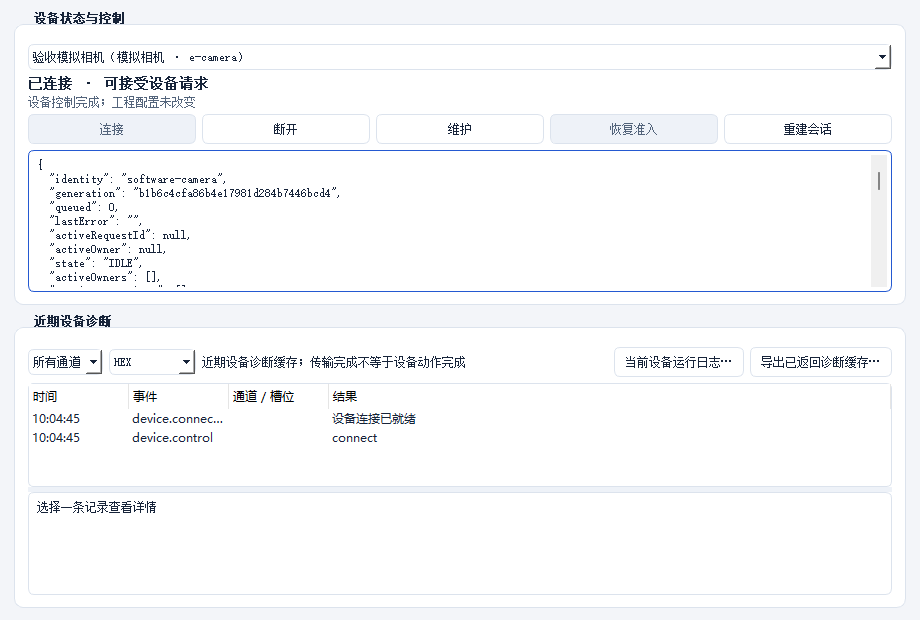 设备状态与控制
验收模拟相机（模拟相机 · e-camera）
已连接 · 可接受设备请求
设备控制完成；工程配置未改变
连接 断开 维护 恢复准入 重建会话
{
"identity": "software-camera",
"generation": "b1b6c4cfa86b4e17981d284b7446bcd4",
"queued": 0,
"lastError": "",
"activeRequestId": null,
"activeOwner": null,
"state": "IDLE",
"activeOwners": [],
近期设备诊断
所有通道 HEX 近期设备诊断缓存；传输完成不等于设备动作完成 当前设备运行日志… 导出已返回诊断缓存…
时间 事件 通道 / 槽位 结果
10:04:45 device.connec... 设备连接已就绪
10:04:45 device.control connect
选择一条记录查看详情